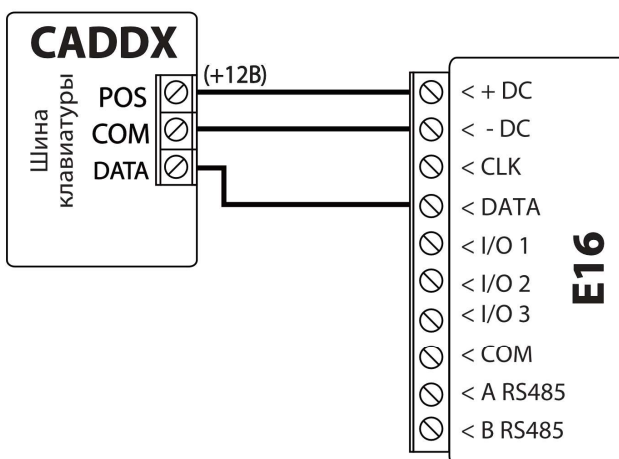 CADDX
Шина
клавиатуры
POS
COM
DATA
(+12В)
< + DC
< - DC
< CLK
< DATA
< I/O 1
< I/O 2
< I/O 3
< COM
< A RS485
< B RS485
E16